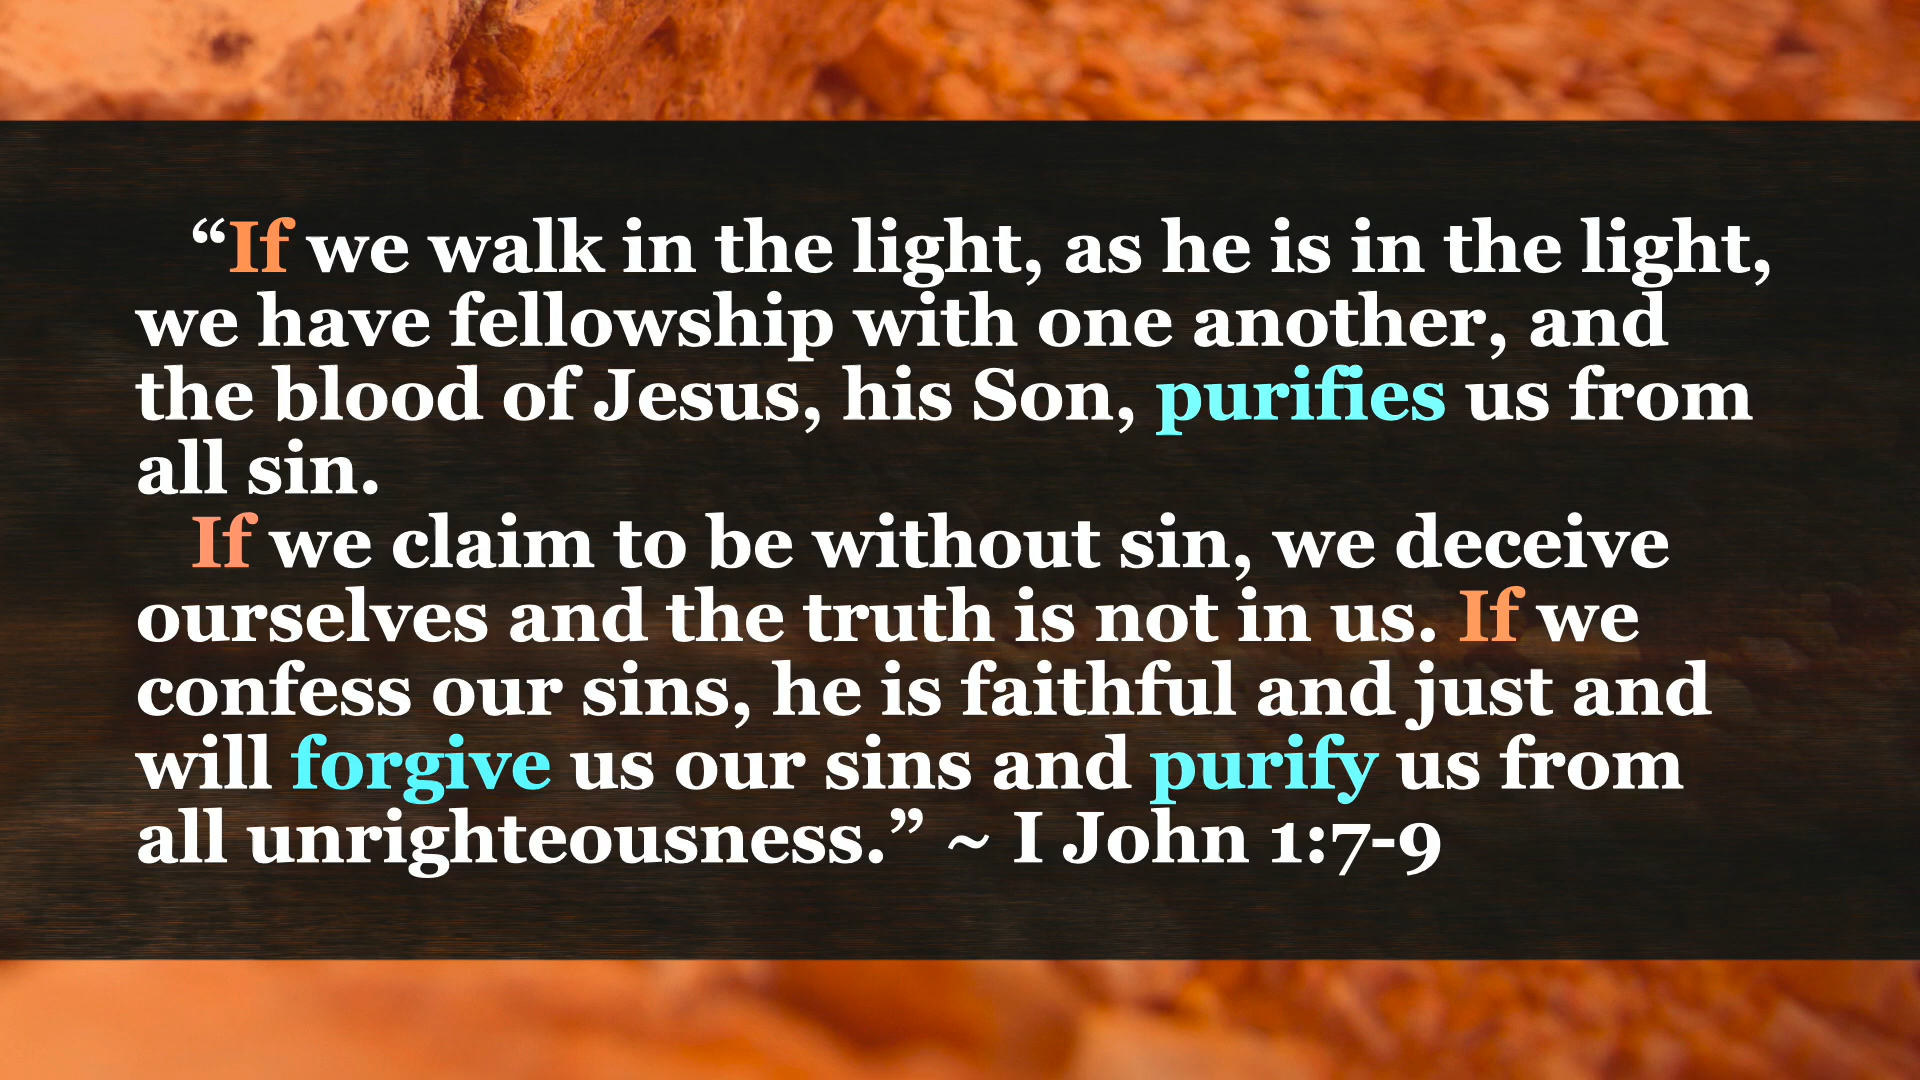 “If we walk in the light, as he is in the light,
we have fellowship with one another, and
the blood of Jesus, his Son, purifies us from
all sin.
If we claim to be without sin, we deceive
ourselves and the truth is not in us. If we
confess our sins, he is faithful and just and
will forgive us our sins and purify us from
all unrighteousness.” ~ I John 1:7-9